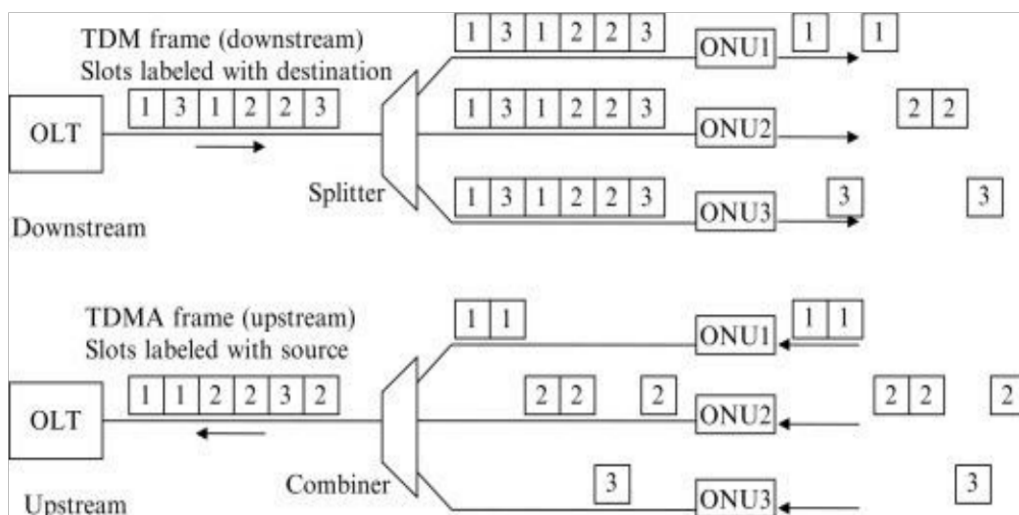 1 3 1 2 2 3 ONU1 1 1
TDM frame (downstream)
Slots labeled with destination
OLT 1 3 1 2 2 3 1 3 1 2 2 3 ONU2 2 2
Splitter 1 3 1 2 2 3 ONU3 3 3
Downstream
TDMA frame (upstream)
Slots labeled with source
1 1 ONU1 1 1
OLT 1 1 2 2 3 2 2 2 2 ONU2 2 2 2
Combiner 3 ONU3 3
Upstream